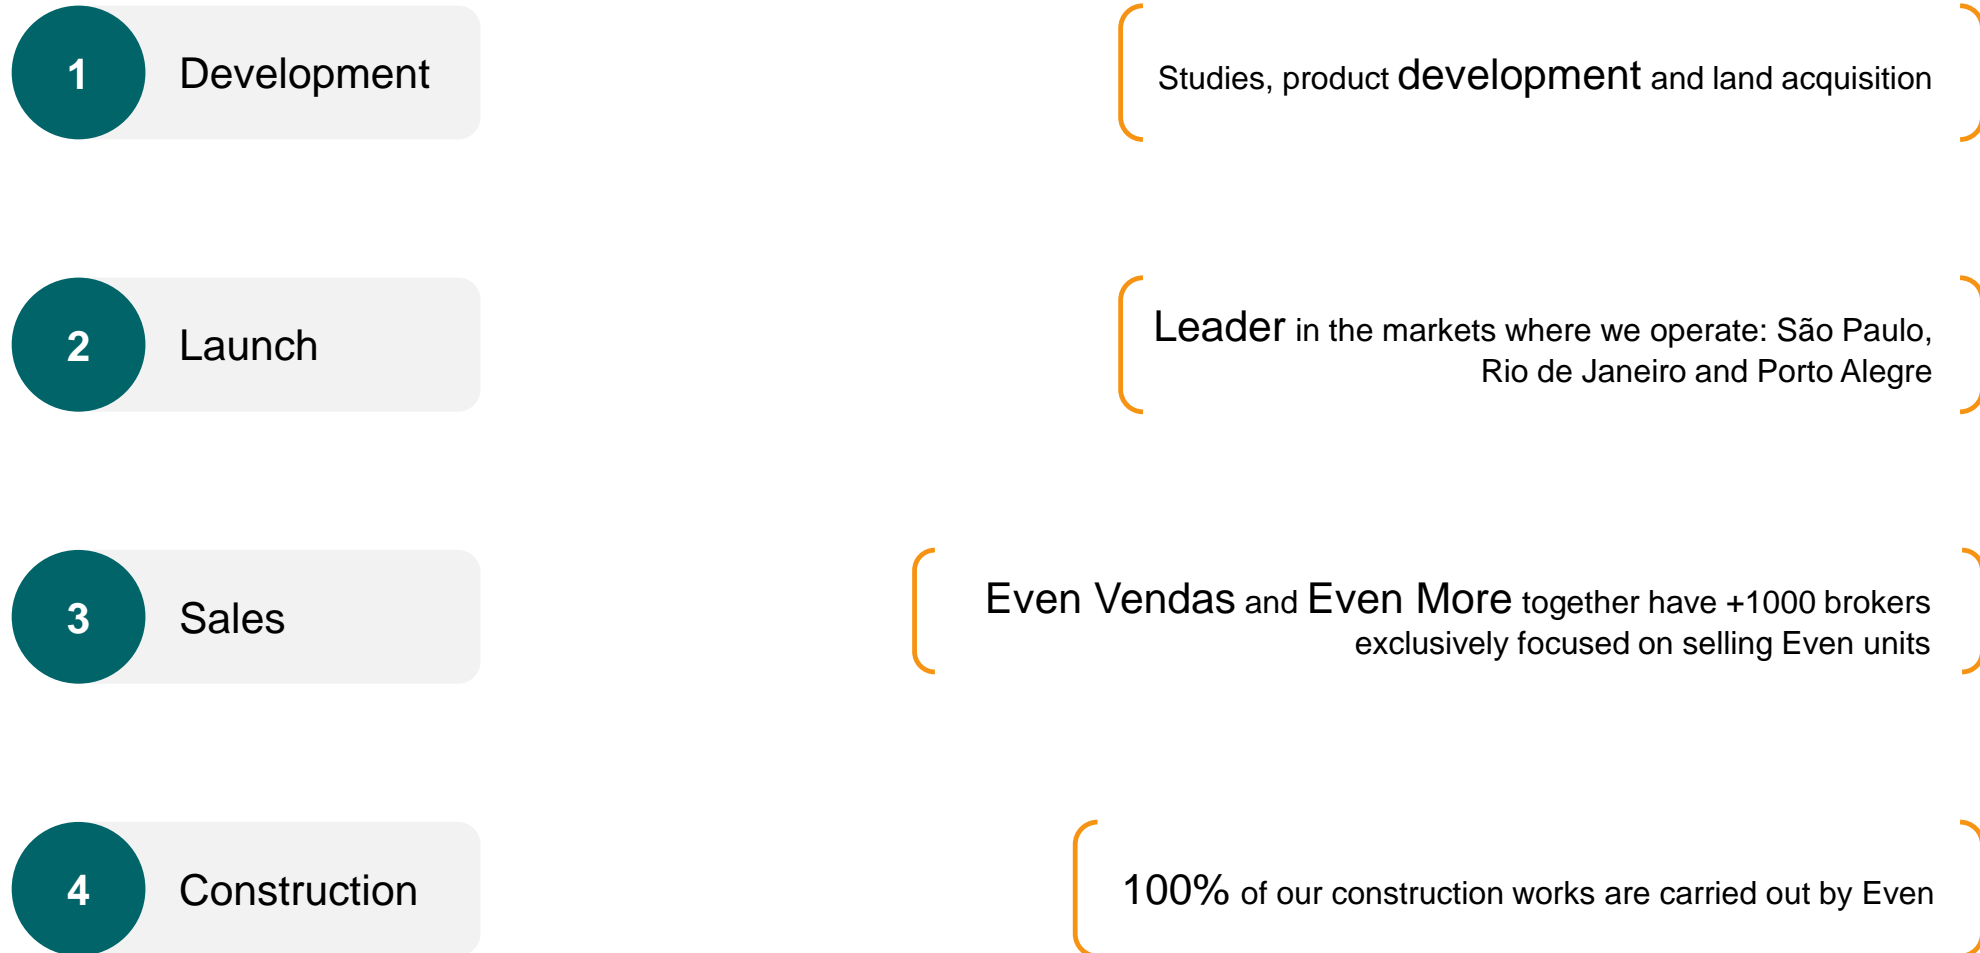 1 Development
Studies, product development and land acquisition
2 Launch
Leader in the markets where we operate: São Paulo,
Rio de Janeiro and Porto Alegre
3 Sales
Even Vendas and Even More together have +1000 brokers
exclusively focused on selling Even units
4 Construction
100% of our construction works are carried out by Even